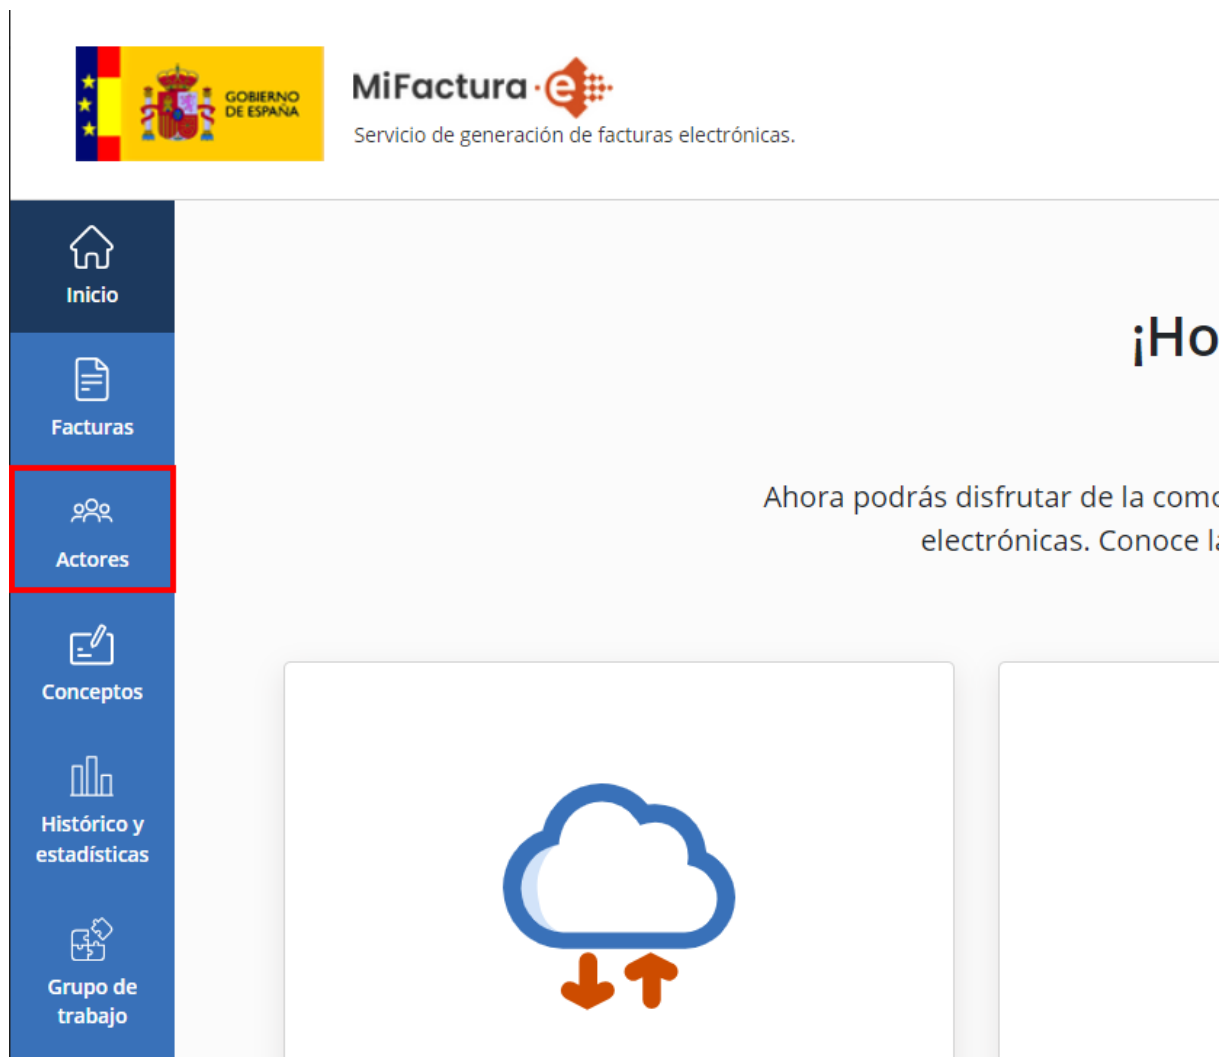 GOBIERNO
DE ESPAÑA
MiFactura
Servicio de generación de facturas electrónicas.
Inicio
Facturas
Actores
Conceptos
Histórico y
estadísticas
Grupo de
trabajo
¡Ho
Ahora podrás disfrutar de la como
electrónicas. Conoce la